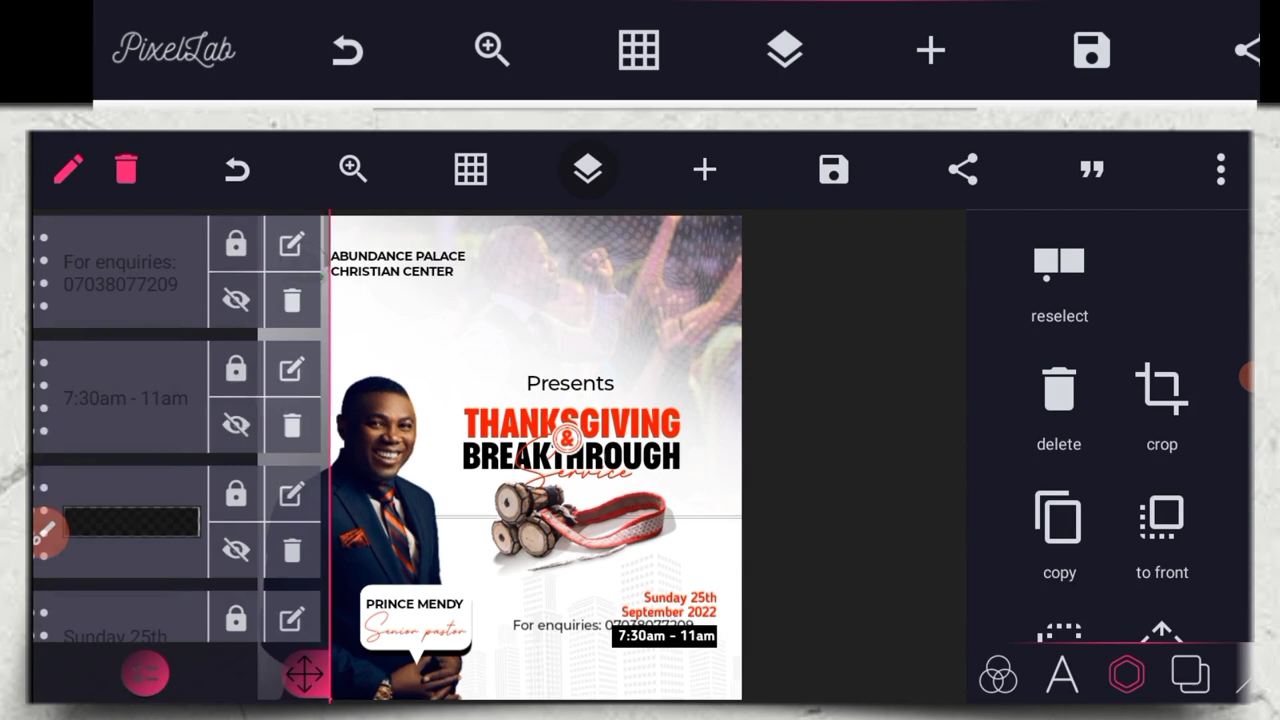 PixelLab
For enquiries:
07038077209
7:30am - 11am
Sunday 25th
ABUNDANCE PALACE
CHRISTIAN CENTER
Presents
THANKSGIVING
&
BREAKTHROUGH
Service
PRINCE MENDY
Senior pastor
Sunday 25th
September 2022
For enquiries: 07038077209
7:30am - 11am
reselect
delete
crop
copy
to front